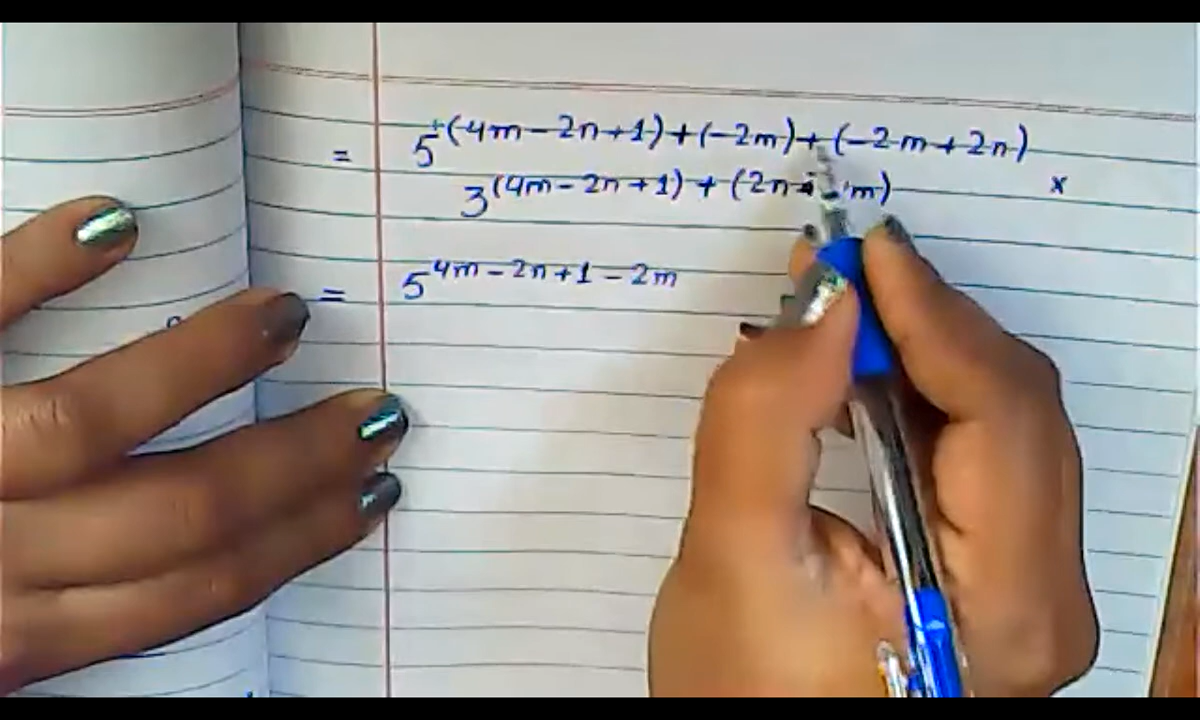 = 5^(4m - 2n + 1) + (-2m) + (-2m + 2n) ×
3^(4m - 2n + 1) + (2n m)
= 5^4m - 2n + 1 - 2m